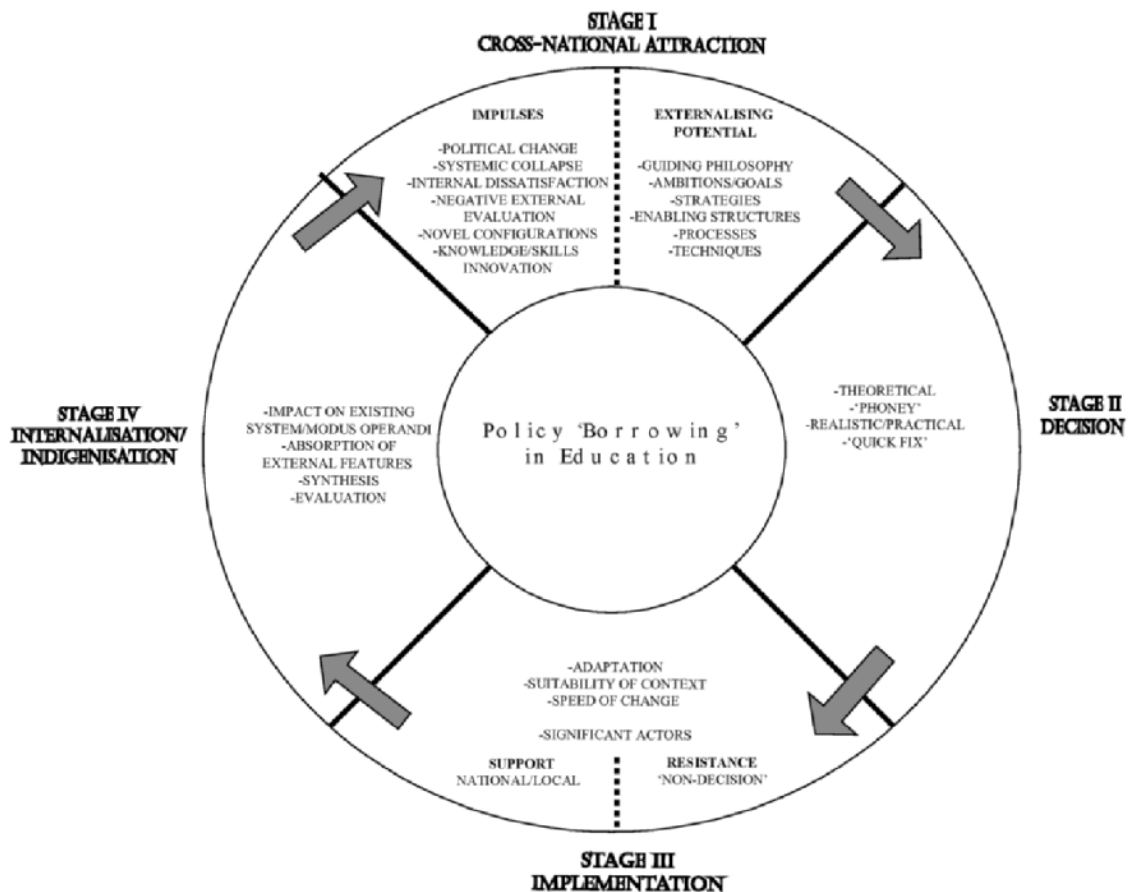 STAGE I
CROSS-NATIONAL ATTRACTION
IMPULSES
-POLITICAL CHANGE
-SYSTEMIC COLLAPSE
-INTERNAL DISSATISFACTION
-NEGATIVE EXTERNAL
EVALUATION
-NOVEL CONFIGURATIONS
-KNOWLEDGE/SKILLS
INNOVATION
EXTERNALISING
POTENTIAL
-GUIDING PHILOSOPHY
-AMBITIONS/GOALS
-STRATEGIES
-ENABLING STRUCTURES
-PROCESSES
-TECHNIQUES
STAGE IV
INTERNALISATION/
INDIGENISATION
-IMPACT ON EXISTING
SYSTEM/MODUS OPERANDI
-ABSORPTION OF
EXTERNAL FEATURES
-SYNTHESIS
-EVALUATION
Policy 'Borrowing'
in Education
-THEORETICAL
-'PHONEY'
-REALISTIC/PRACTICAL
-'QUICK FIX'
STAGE II
DECISION
-ADAPTATION
-SUITABILITY OF CONTEXT
-SPEED OF CHANGE
-SIGNIFICANT ACTORS
SUPPORT
NATIONAL/LOCAL
RESISTANCE
'NON-DECISION'
STAGE III
IMPLEMENTATION